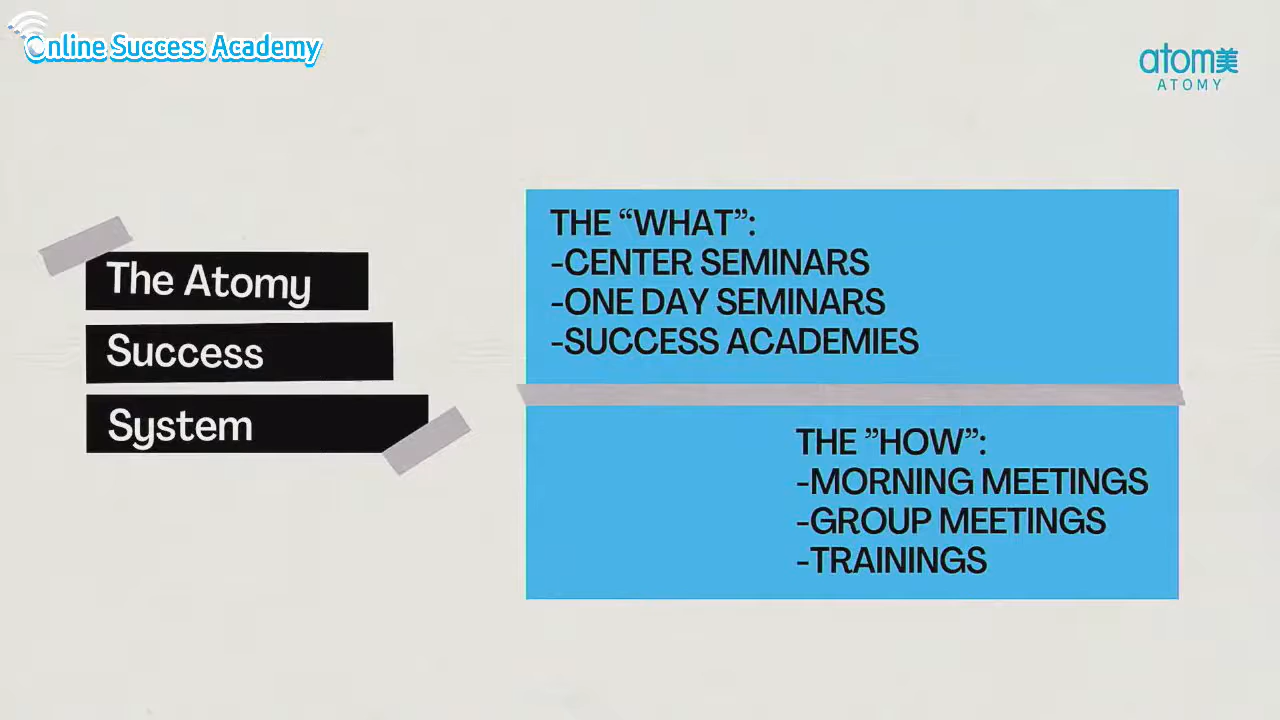 Online Success Academy
atom美
ATOMY
The Atomy
Success
System
THE “WHAT”:
-CENTER SEMINARS
-ONE DAY SEMINARS
-SUCCESS ACADEMIES
THE ”HOW”:
-MORNING MEETINGS
-GROUP MEETINGS
-TRAININGS